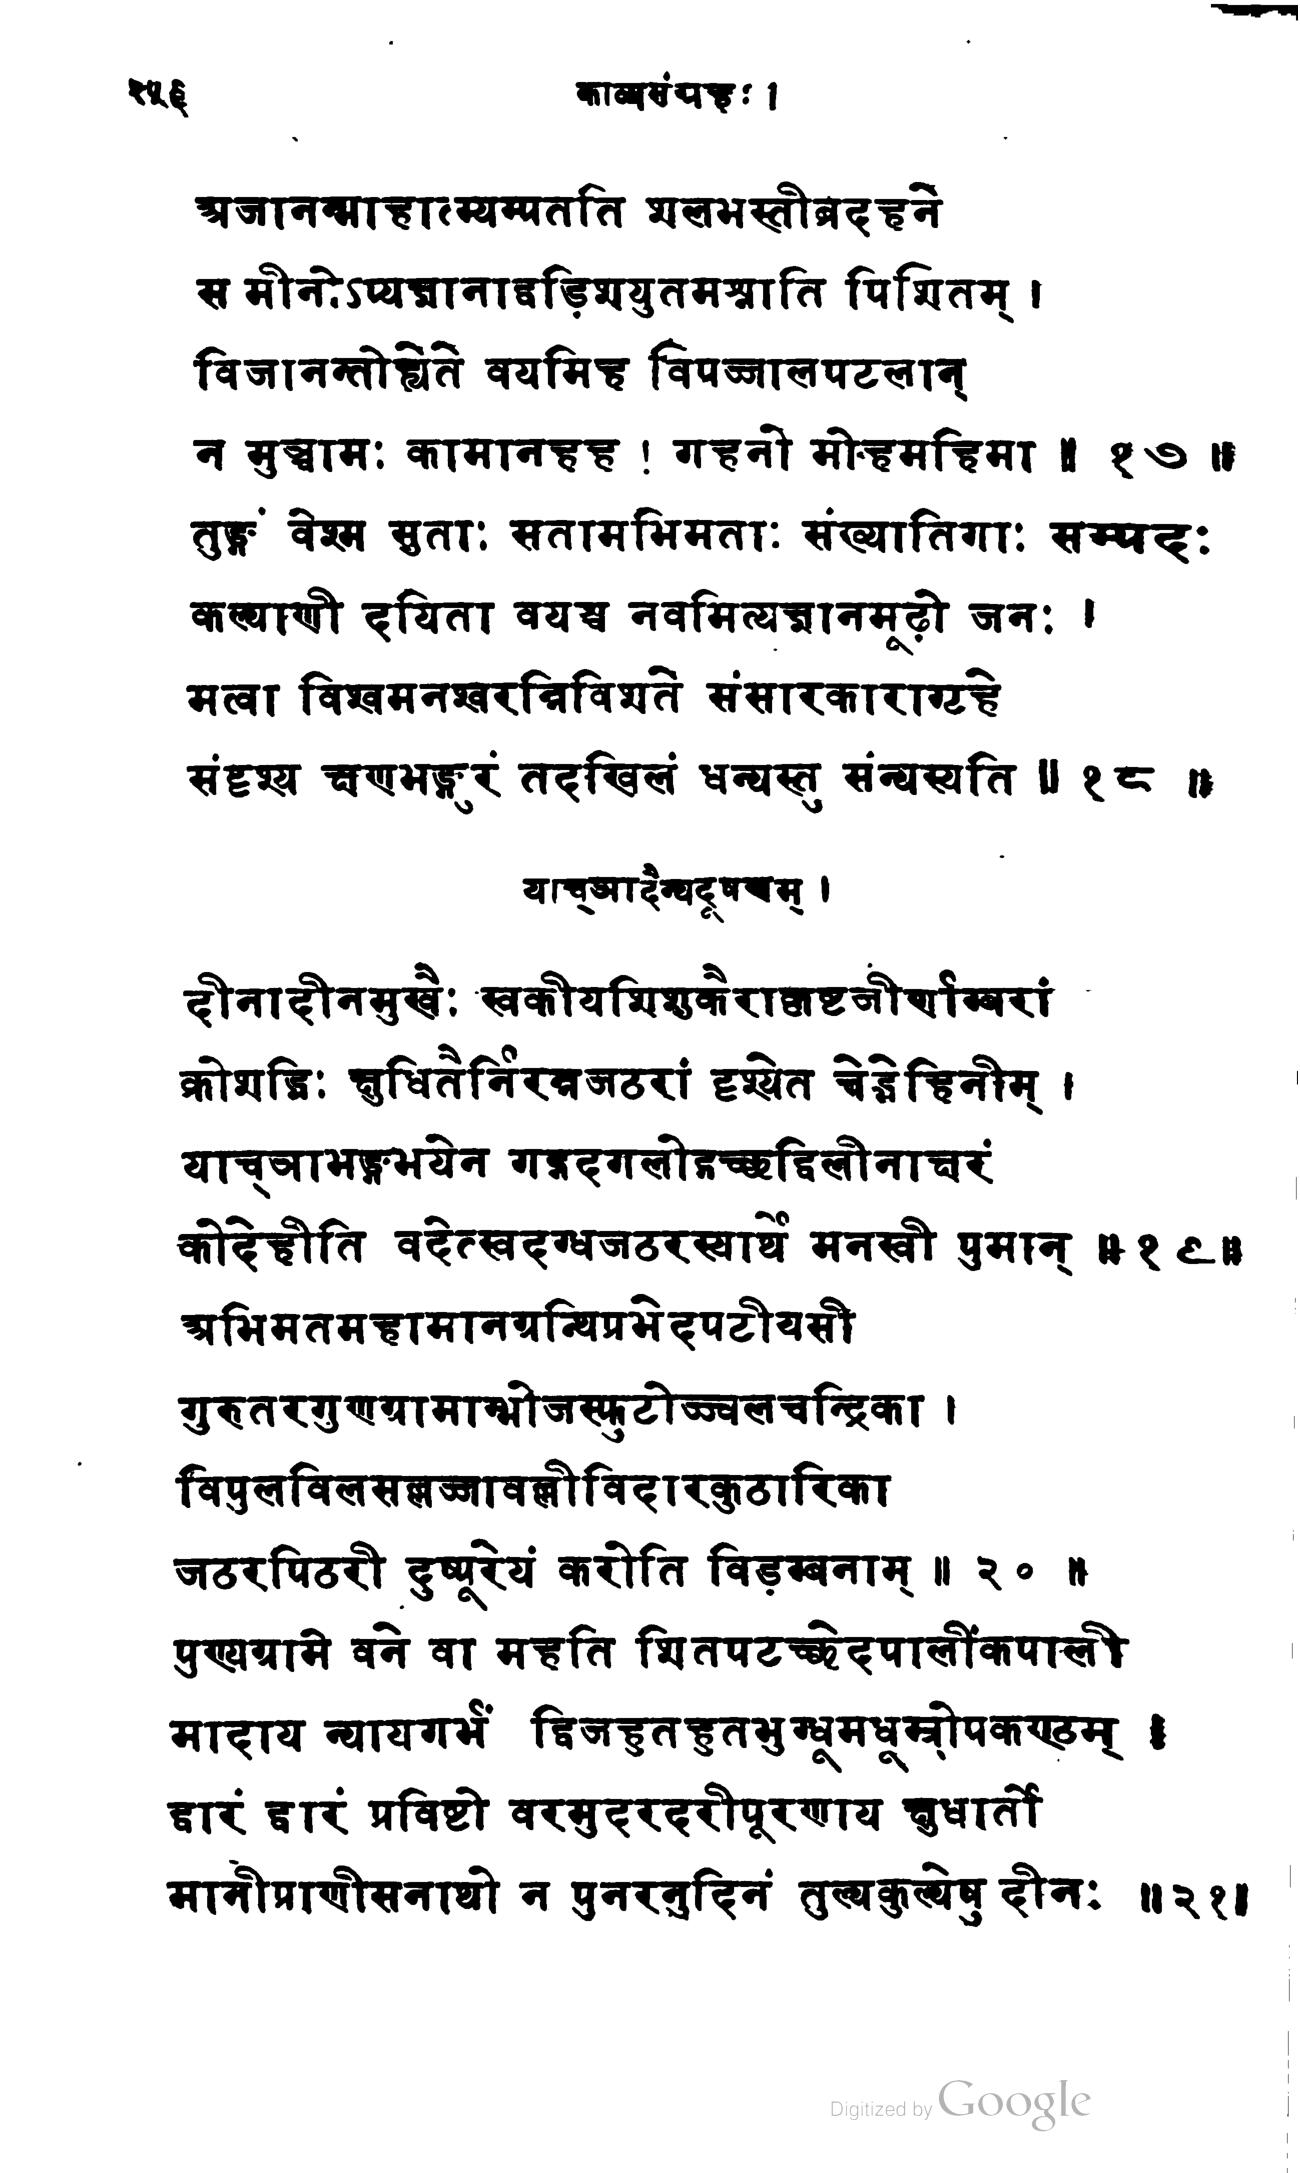 २५६ काव्यसंग्रहः ।
अजानन्माहात्म्यम्पतति शलभस्तीब्रदहने
स मीनोऽप्यज्ञानाद्वड़िशयुतमश्नाति पिशितम् ।
विजानन्तोह्येते वयमिह विपज्जालपटलान्
न मुञ्चामः कामानहह ! गहनो मोहमहिमा ॥ १७ ॥
तुङ्गं वेश्म सुताः सतामभिमताः संख्यातिगाः सम्पदः
कल्याणी दयिता वयश्च नवमित्यज्ञानमूढ़ो जनः ।
मत्वा विश्वमनश्वरन्निविशते संसारकारागृहे
संदृश्य क्षणभङ्गुरं तदखिलं धन्यस्तु संन्यस्यति ॥ १८ ॥
याच्ञादैन्यदूषणम् ।
दीनादीनमुखैः स्वकीयशिशुकैराकृष्टजीर्णाम्बरां
क्रोशद्भिः क्षुधितैर्निरन्नजठरां दृश्येत चेद्गेहिनीम् ।
याच्ञाभङ्गभयेन गद्गदगलोद्गच्छद्विलीनाक्षरं
कोदेहीति वदेत्स्वदग्धजठरस्यार्थे मनस्वी पुमान् ॥ १९ ॥
अभिमतमहामानग्रन्थिप्रभेदपटीयसी
गुरुतरगुणग्रामाम्भोजस्फुटोज्ज्वलचन्द्रिका ।
विपुलविलसल्लज्जावल्लीविदारकुठारिका
जठरपिठरी दुष्पूरेयं करोति विड़म्बनाम् ॥ २० ॥
पुण्यग्रामे वने वा महति शितपटच्छेदपालींकपाली
मादाय न्यायगर्भं द्विजहुतहुतभुग्धूमधूम्रोपकण्ठम् ।
द्वारं द्वारं प्रविष्टो वरमुदरदरीपूरणाय क्षुधार्तो
मानीप्राणीसनाथो न पुनरनुदिनं तुल्यकुल्येषु दीनः ॥ २१ ॥
Digitized by Google